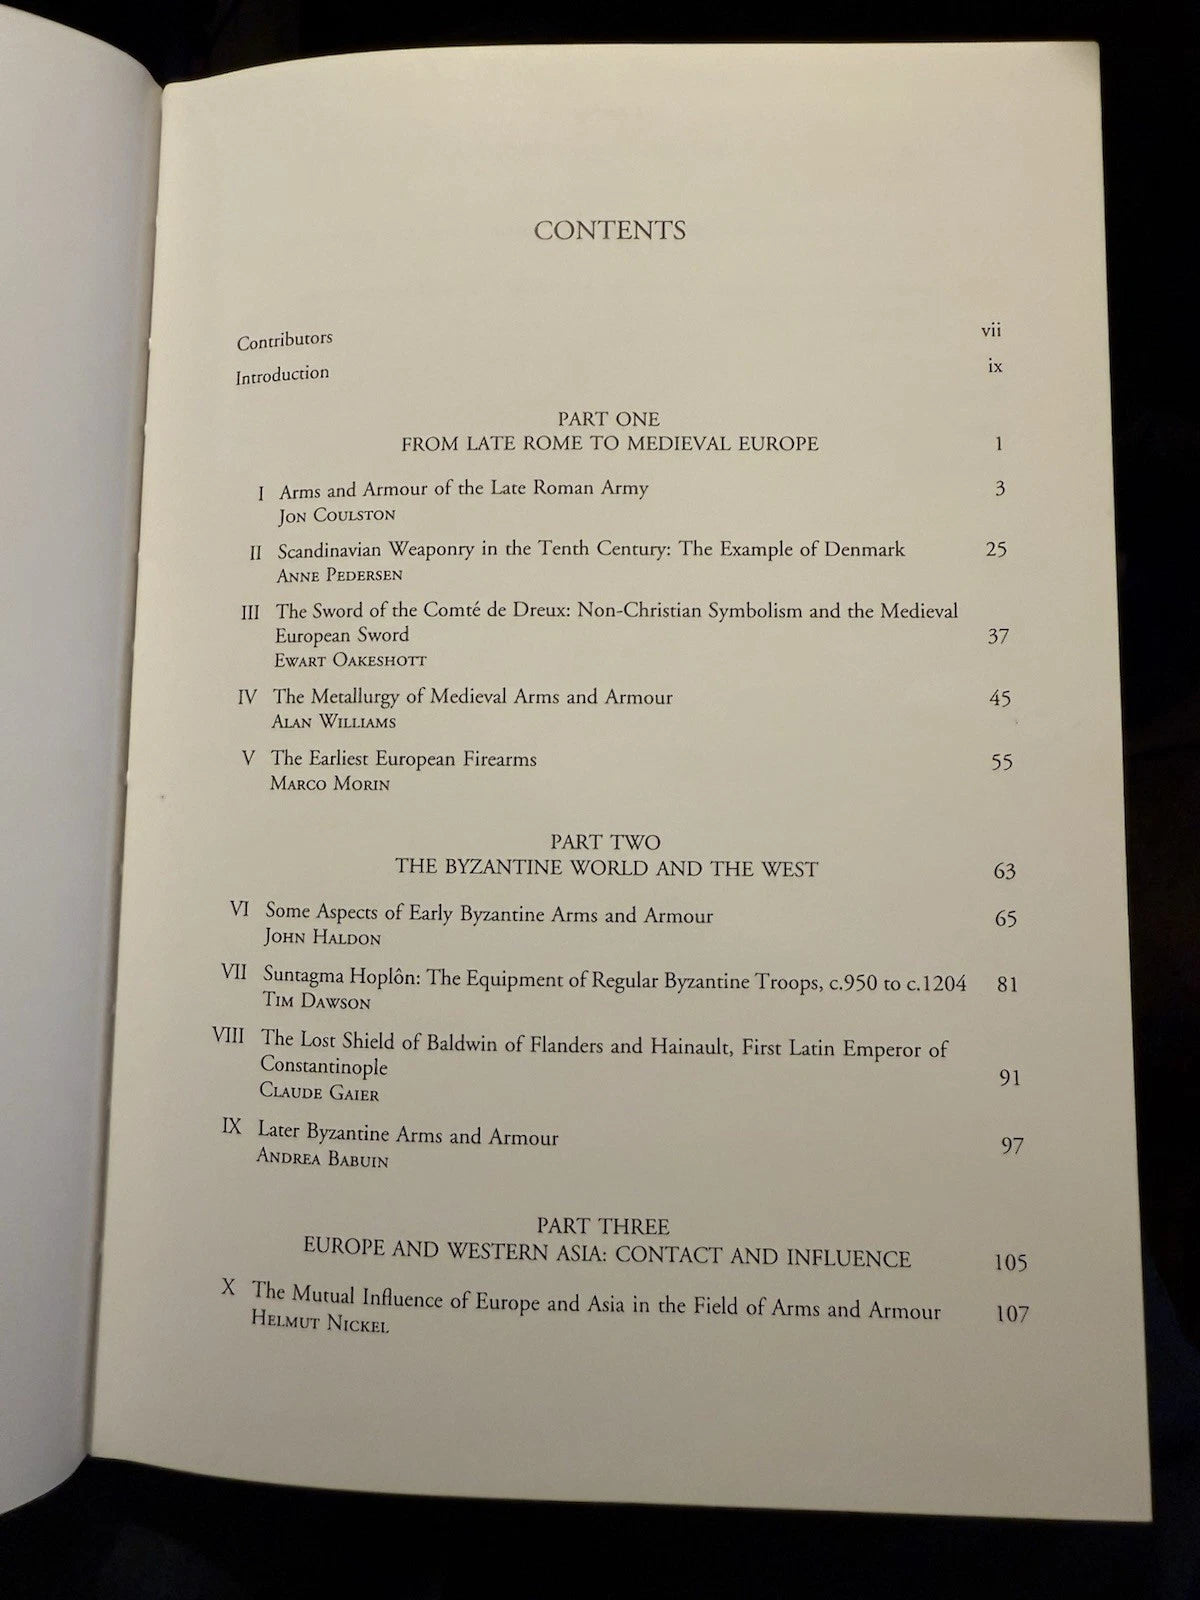 CONTENTS
Contributors vii
Introduction ix
PART ONE
FROM LATE ROME TO MEDIEVAL EUROPE 1
I Arms and Armour of the Late Roman Army 3
JON COULSTON
II Scandinavian Weaponry in the Tenth Century: The Example of Denmark 25
ANNE PEDERSEN
III The Sword of the Comté de Dreux: Non-Christian Symbolism and the Medieval
European Sword 37
EWART OAKESHOTT
IV The Metallurgy of Medieval Arms and Armour 45
ALAN WILLIAMS
V The Earliest European Firearms 55
MARCO MORIN
PART TWO
THE BYZANTINE WORLD AND THE WEST 63
VI Some Aspects of Early Byzantine Arms and Armour 65
JOHN HALDON
VII Suntagma Hoplôn: The Equipment of Regular Byzantine Troops, c.950 to c.1204 81
TIM DAWSON
VIII The Lost Shield of Baldwin of Flanders and Hainault, First Latin Emperor of
Constantinople 91
CLAUDE GAIER
IX Later Byzantine Arms and Armour 97
ANDREA BABUIN
PART THREE
EUROPE AND WESTERN ASIA: CONTACT AND INFLUENCE 105
X The Mutual Influence of Europe and Asia in the Field of Arms and Armour 107
HELMUT NICKEL